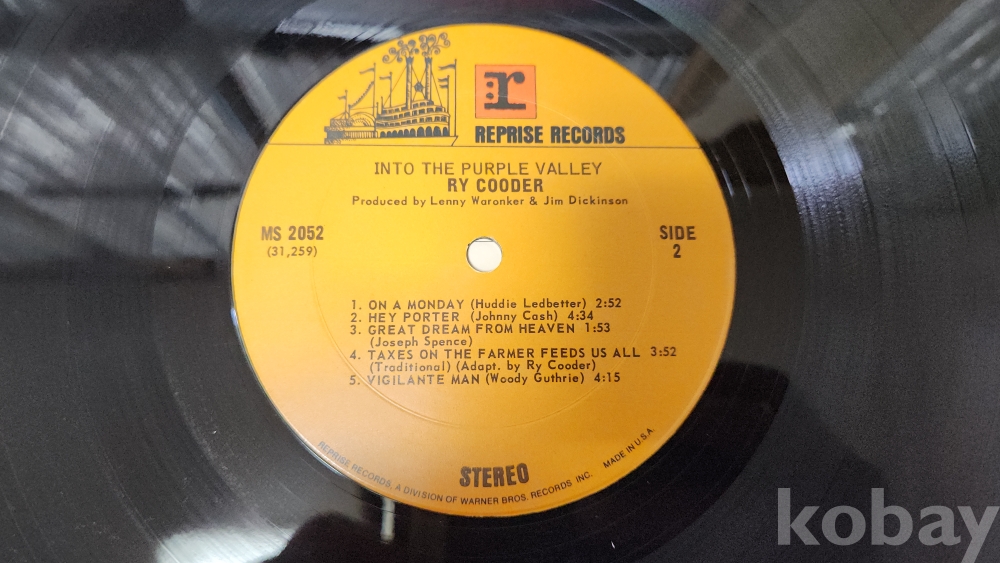 r
REPRISE RECORDS
INTO THE PURPLE VALLEY
RY COODER
Produced by Lenny Waronker & Jim Dickinson
MS 2052
(31,259)
SIDE
2
1. ON A MONDAY (Huddie Ledbetter) 2:52
2. HEY PORTER (Johnny Cash) 4:34
3. GREAT DREAM FROM HEAVEN 1:53
(Joseph Spence)
4. TAXES ON THE FARMER FEEDS US ALL 3:52
(Traditional) (Adapt. by Ry Cooder)
5. VIGILANTE MAN (Woody Guthrie) 4:15
STEREO
REPRISE RECORDS, A DIVISION OF WARNER BROS. RECORDS INC. MADE IN U.S.A.
kobay